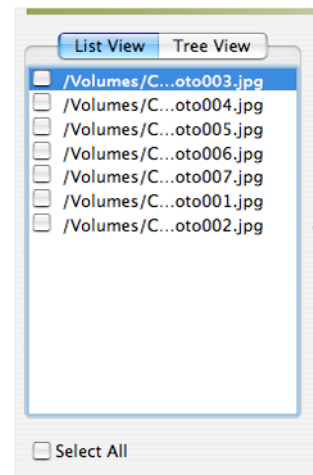 List View Tree View
/Volumes/C...oto003.jpg
/Volumes/C...oto004.jpg
/Volumes/C...oto005.jpg
/Volumes/C...oto006.jpg
/Volumes/C...oto007.jpg
/Volumes/C...oto001.jpg
/Volumes/C...oto002.jpg
Select All